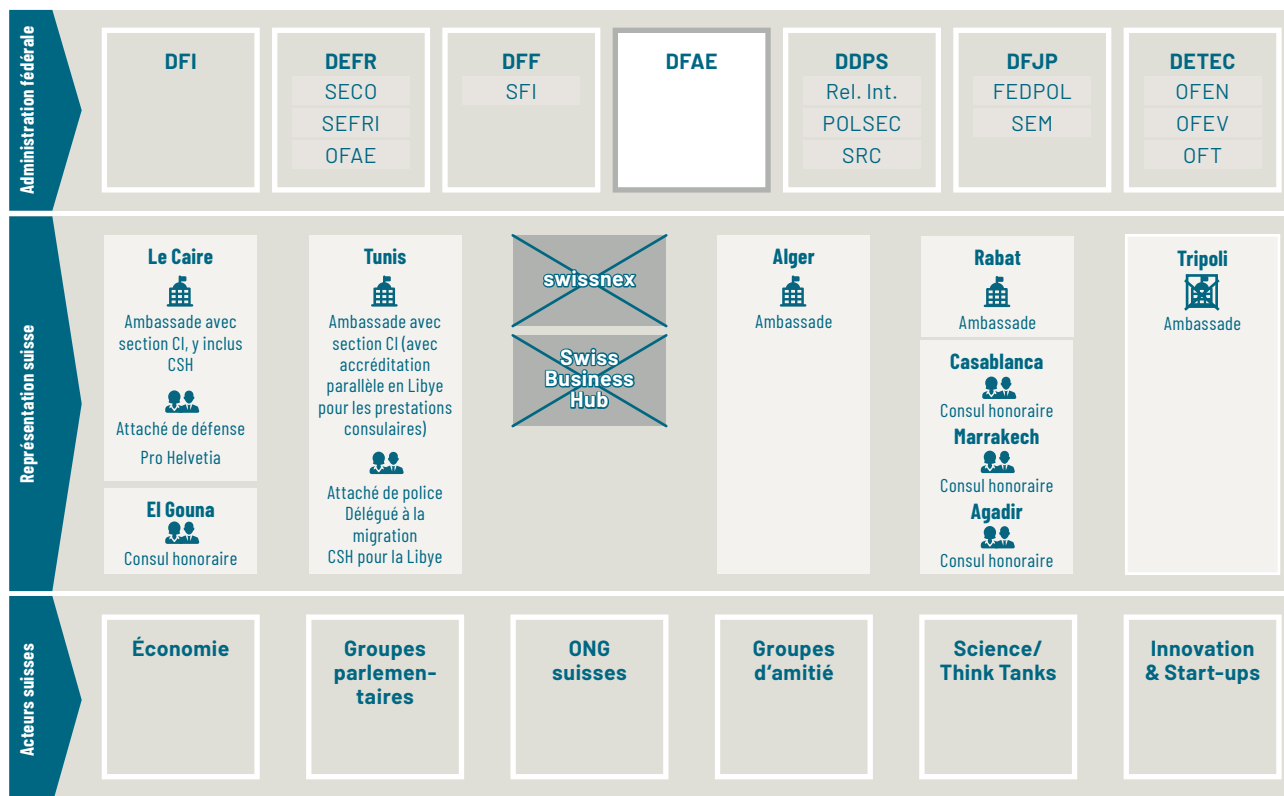 Administration fédérale
DFI
DEFR
SECO
SEFRI
OFAE
DFF
SFI
DFAE
DDPS
Rel. Int.
POLSEC
SRC
DFJP
FEDPOL
SEM
DETEC
OFEN
OFEV
OFT
Représentation suisse
Le Caire
Ambassade avec
section CI, y inclus
CSH
Attaché de défense
Pro Helvetia
El Gouna
Consul honoraire
Tunis
Ambassade avec
section CI (avec
accréditation
parallèle en Libye
pour les prestations
consulaires)
Attaché de police
Délégué à la
migration
CSH pour la Libye
swissnex
Swiss
Business
Hub
Alger
Ambassade
Rabat
Ambassade
Casablanca
Consul honoraire
Marrakech
Consul honoraire
Agadir
Consul honoraire
Tripoli
Ambassade
Acteurs suisses
Économie
Groupes
parlemen-
taires
ONG
suisses
Groupes
d‘amitié
Science/
Think Tanks
Innovation
& Start-ups